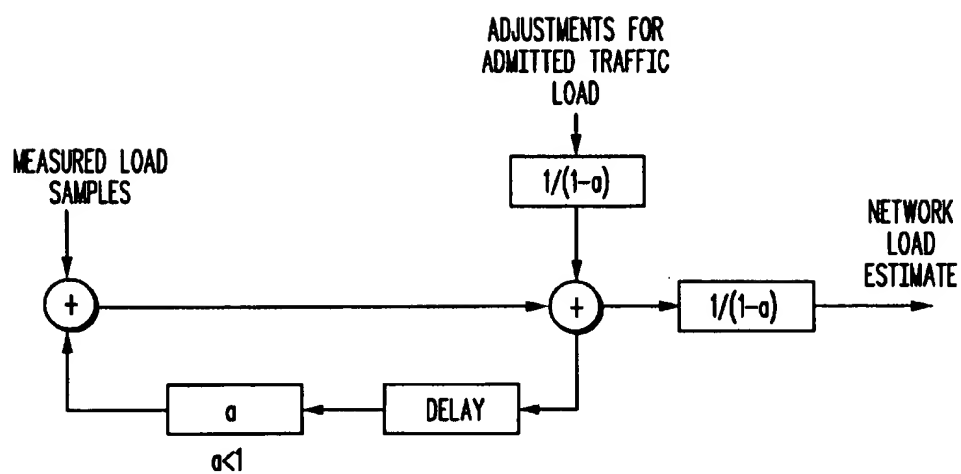 ADJUSTMENTS FOR
ADMITTED TRAFFIC
LOAD
MEASURED LOAD
SAMPLES
1/(1-a)
NETWORK
LOAD
ESTIMATE
+
+
1/(1-a)
a
DELAY
a<1